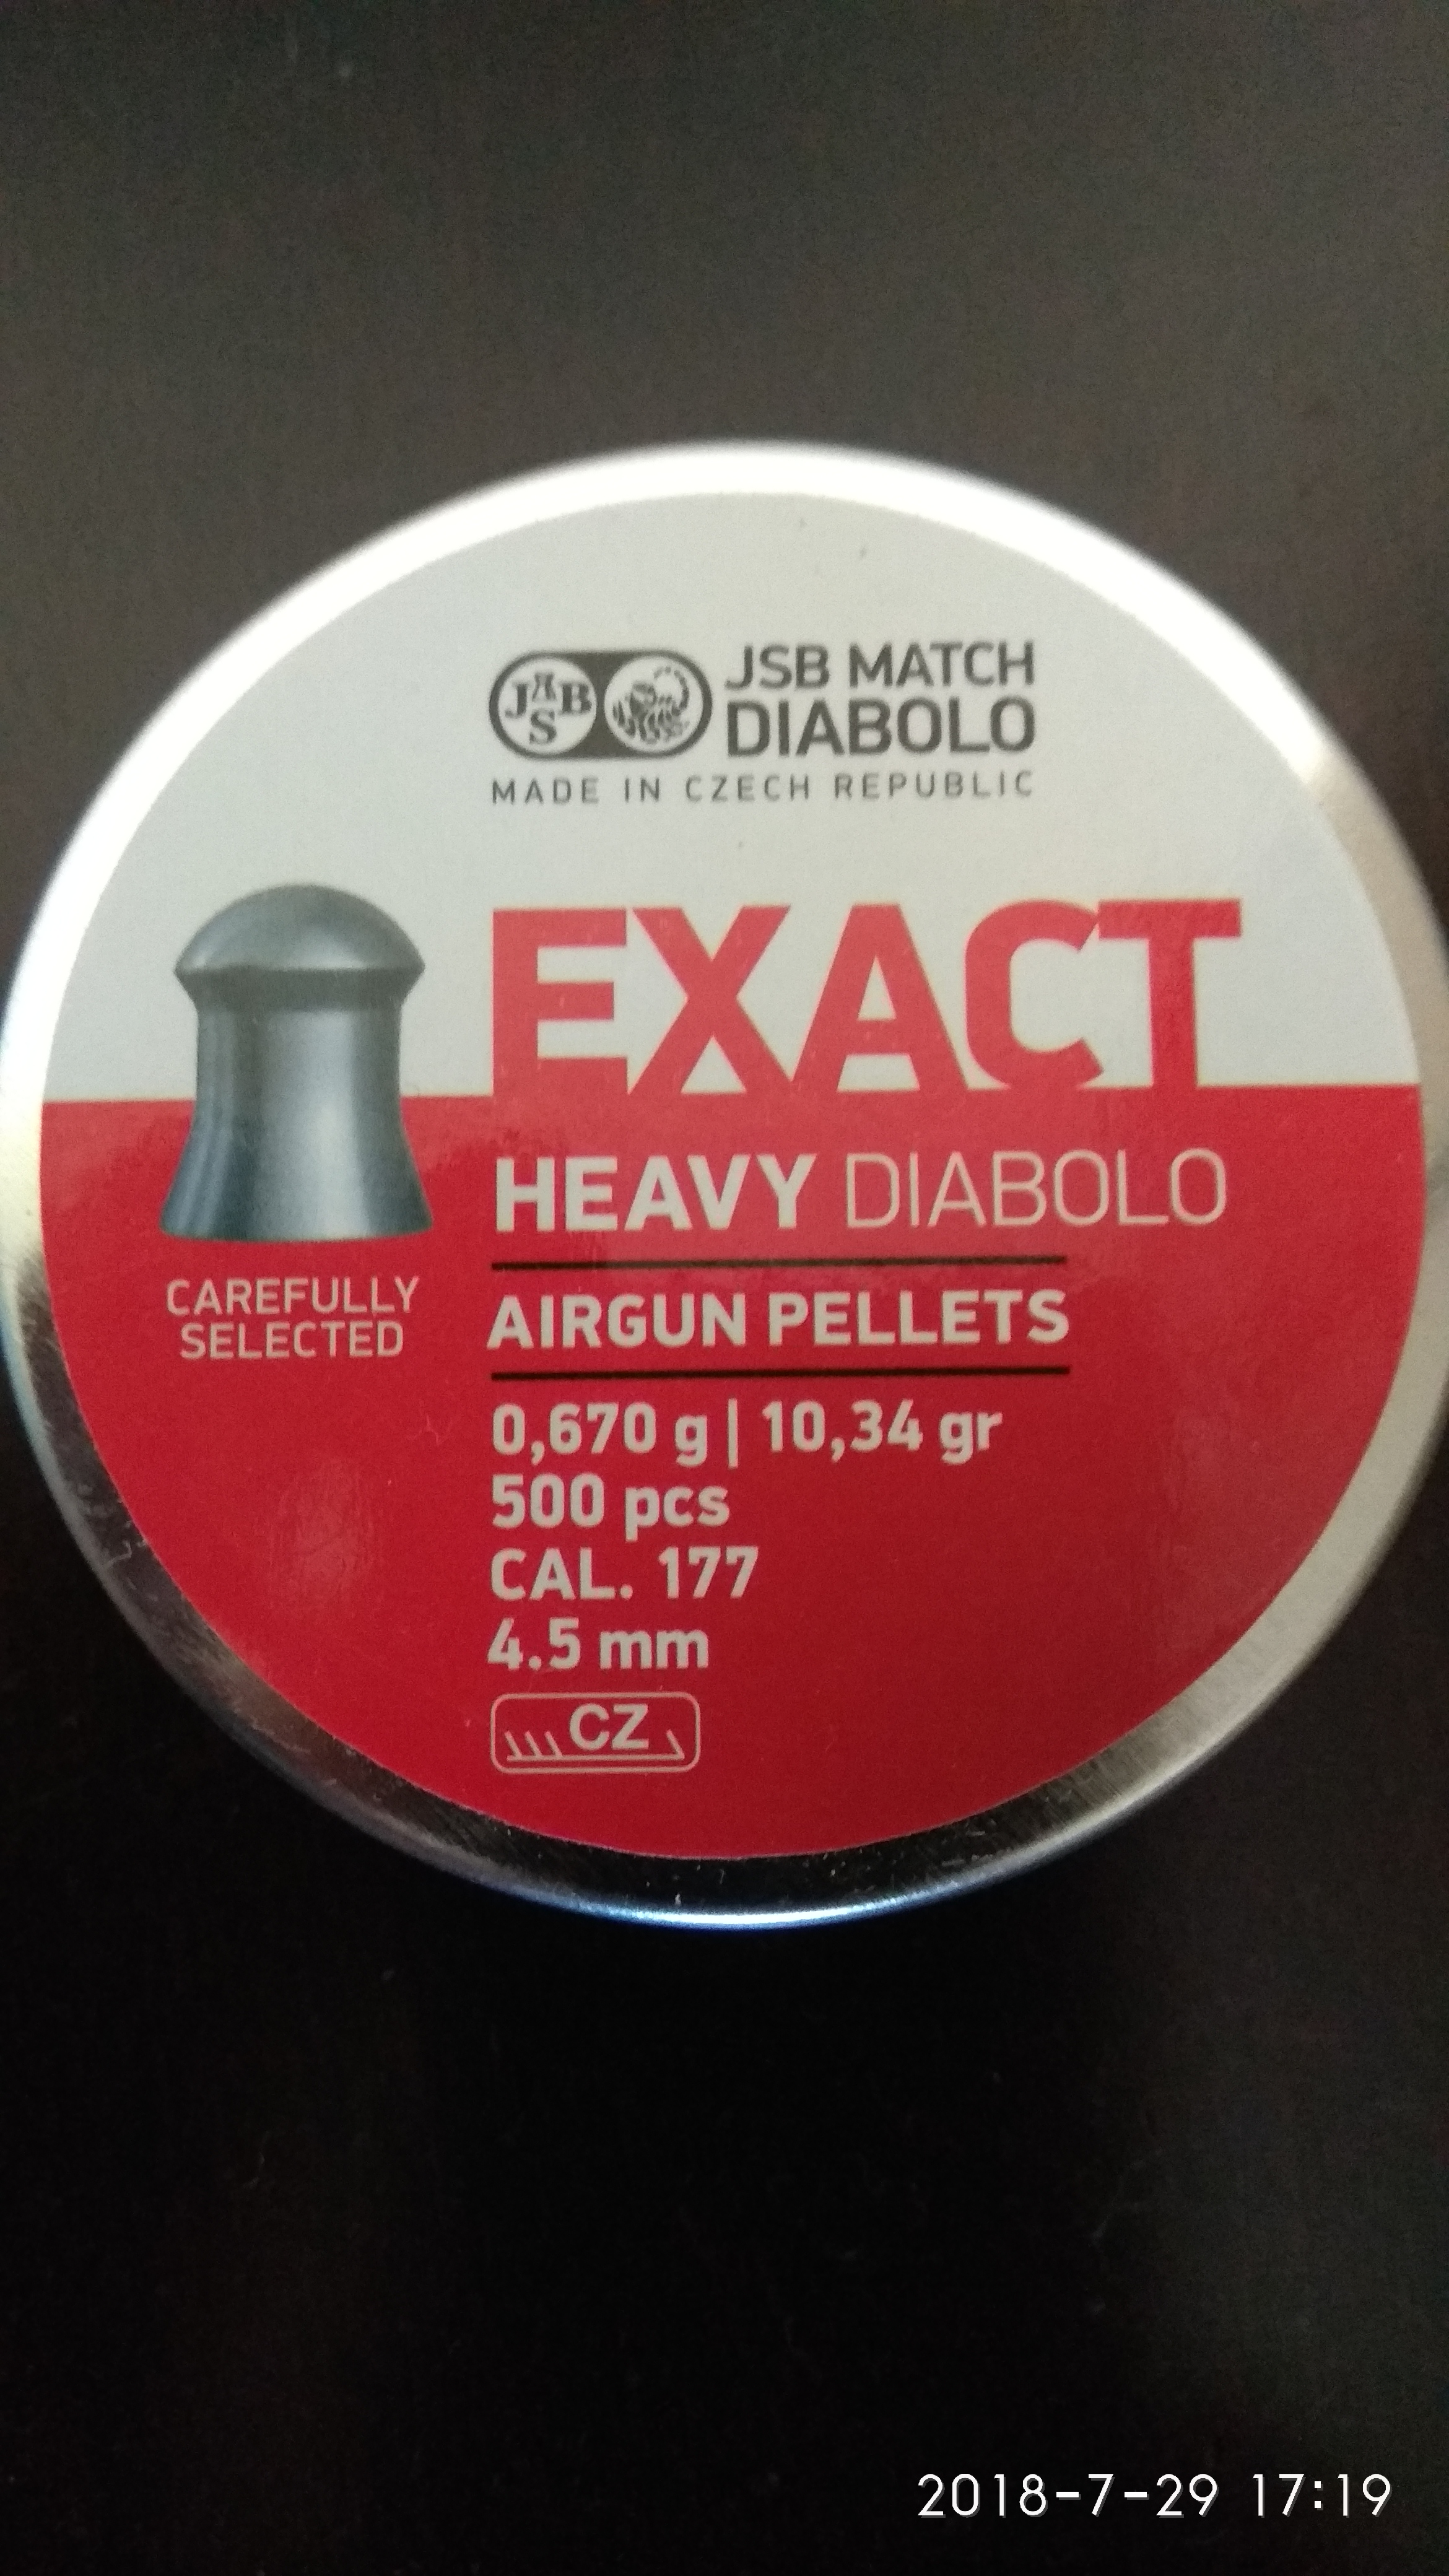 JASB
JSB MATCH
DIABOLO
MADE IN CZECH REPUBLIC
EXACT
HEAVY DIABOLO
CAREFULLY
SELECTED
AIRGUN PELLETS
0,670 g | 10,34 gr
500 pcs
CAL. 177
4.5 mm
CZ
2018-7-29 17:19